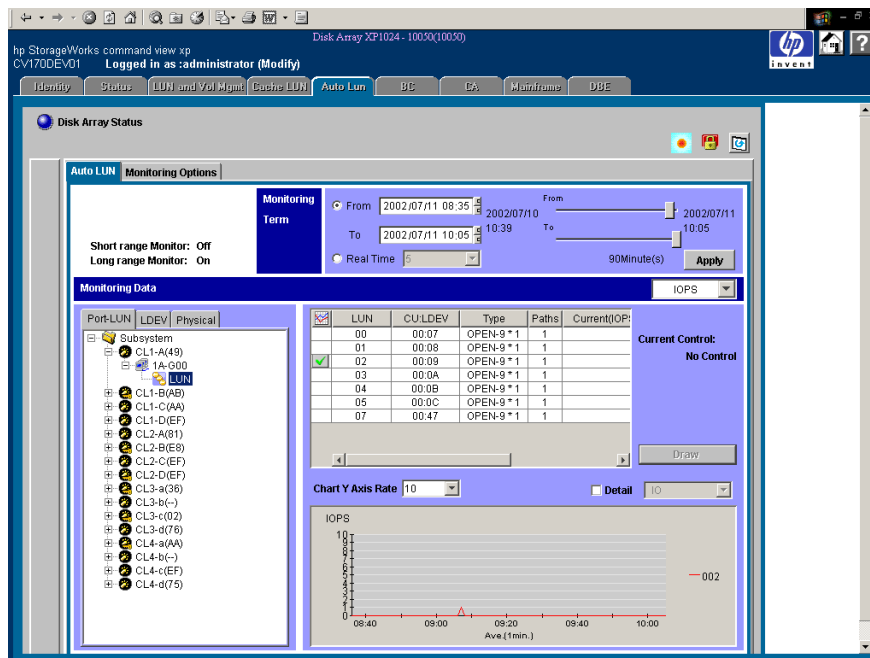 Disk Array XP1024 - 10050(10050)
hp StorageWorks command view xp
CV170DEV01 Logged in as :administrator (Modify)
hp
invent
?
Identity Status LUN and Vol Mgmt Cache LUN Auto Lun BC CA Mainframe DBE
Disk Array Status
Auto LUN Monitoring Options
Short range Monitor: Off
Long range Monitor: On
Monitoring
Term
From 2002/07/11 08:35
To 2002/07/11 10:05
Real Time 5
2002/07/10
10:39
From
To
2002/07/11
10:05
90Minute(s) Apply
Monitoring Data IOPS
Port-LUN LDEV Physical
Subsystem
CL1-A(49)
1A-G00
LUN
CL1-B(AB)
CL1-C(AA)
CL1-D(EF)
CL2-A(81)
CL2-B(E8)
CL2-C(EF)
CL2-D(EF)
CL3-a(36)
CL3-b(--)
CL3-c(02)
CL3-d(76)
CL4-a(AA)
CL4-b(--)
CL4-c(EF)
CL4-d(75)
LUN CU:LDEV Type Paths Current(IOP
00 00:07 OPEN-9 * 1 1
01 00:08 OPEN-9 * 1 1
02 00:09 OPEN-9 * 1 1
03 00:0A OPEN-9 * 1 1
04 00:0B OPEN-9 * 1 1
05 00:0C OPEN-9 * 1 1
07 00:47 OPEN-9 * 1 1
Current Control:
No Control
Draw
Chart Y Axis Rate 10 Detail IO
IOPS
10
9
8
7
6
5
4
3
2
1
0
08:40 09:00 09:20 09:40 10:00
Ave.(1min.)
002